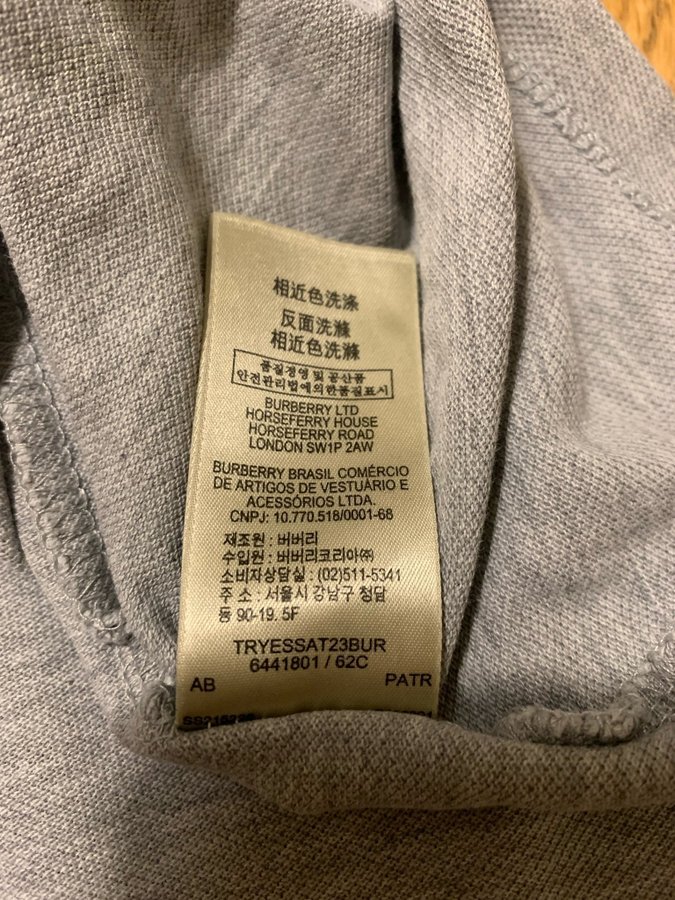 相近色洗涤
反面洗滌
相近色洗滌
품질경영 및 공산품
안전관리법에의한품질표시
BURBERRY LTD
HORSEFERRY HOUSE
HORSEFERRY ROAD
LONDON SW1P 2AW
BURBERRY BRASIL COMÉRCIO
DE ARTIGOS DE VESTUÁRIO E
ACESSÓRIOS LTDA.
CNPJ: 10.770.518/0001-68
제조원 : 버버리
수입원 : 버버리코리아㈜
소비자상담실 : (02)511-5341
주 소 : 서울시 강남구 청담
동 90-19. 5F
TRYESSAT23BUR
6441801 / 62C
AB PATR